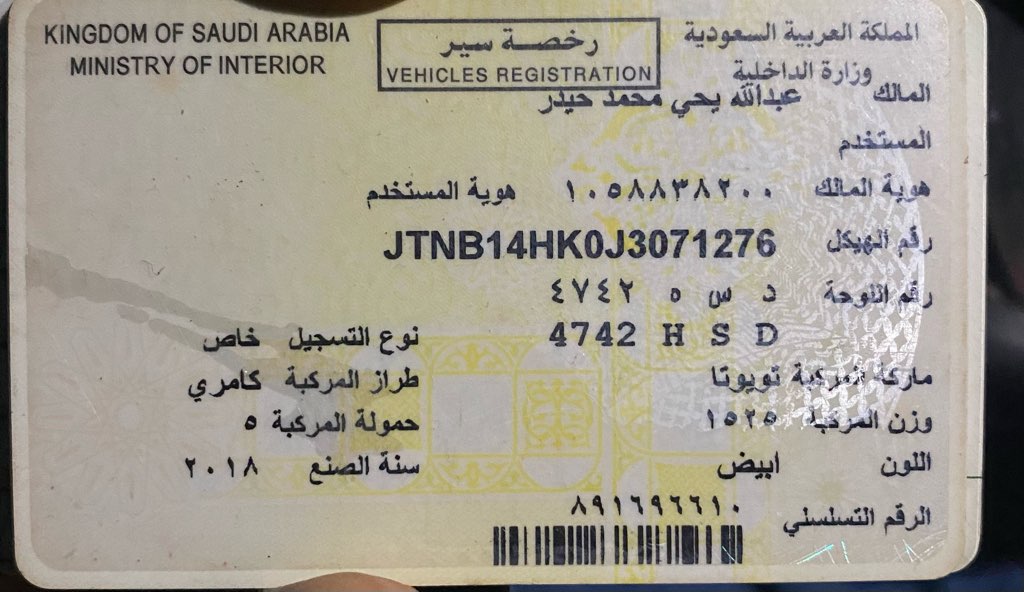 KINGDOM OF SAUDI ARABIA
المملكة العربية السعودية
رخصة سير
MINISTRY OF INTERIOR
وزارة الداخلية
VEHICLES REGISTRATION
المالك عبدالله يحي محمد حيدر
المستخدم
هوية المالك ١٠٥٨٨٣٨٢٠٠ هوية المستخدم
رقم الهيكل JTNB14HK0J3071276
رقم اللوحة د س ه ٤٧٤٢
4742 H S D
نوع التسجيل خاص
ماركة المركبة تويوتا طراز المركبة كامري
وزن المركبة ١٥٢٥ حمولة المركبة ٥
اللون ابيض سنة الصنع ٢٠١٨
الرقم التسلسلي ٨٩١٦٩٦٦١٠